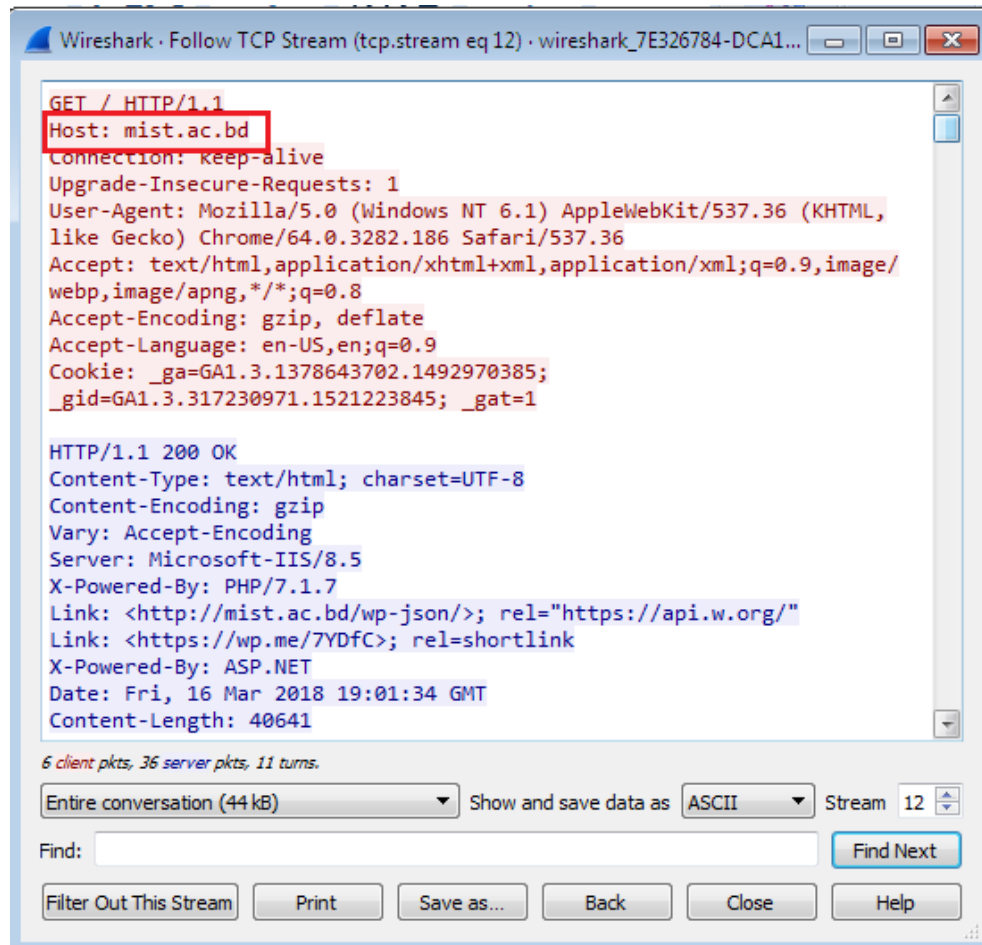 Wireshark · Follow TCP Stream (tcp.stream eq 12) · wireshark_7E326784-DCA1...
GET / HTTP/1.1
Host: mist.ac.bd
Connection: keep-alive
Upgrade-Insecure-Requests: 1
User-Agent: Mozilla/5.0 (Windows NT 6.1) AppleWebKit/537.36 (KHTML,
like Gecko) Chrome/64.0.3282.186 Safari/537.36
Accept: text/html,application/xhtml+xml,application/xml;q=0.9,image/
webp,image/apng,*/*;q=0.8
Accept-Encoding: gzip, deflate
Accept-Language: en-US,en;q=0.9
Cookie: _ga=GA1.3.1378643702.1492970385;
_gid=GA1.3.317230971.1521223845; _gat=1
HTTP/1.1 200 OK
Content-Type: text/html; charset=UTF-8
Content-Encoding: gzip
Vary: Accept-Encoding
Server: Microsoft-IIS/8.5
X-Powered-By: PHP/7.1.7
Link: <http://mist.ac.bd/wp-json/>; rel="https://api.w.org/"
Link: <https://wp.me/7YDfC>; rel=shortlink
X-Powered-By: ASP.NET
Date: Fri, 16 Mar 2018 19:01:34 GMT
Content-Length: 40641
6 client pkts, 36 server pkts, 11 turns.
Entire conversation (44 kB) Show and save data as ASCII Stream 12
Find: Find Next
Filter Out This Stream Print Save as... Back Close Help